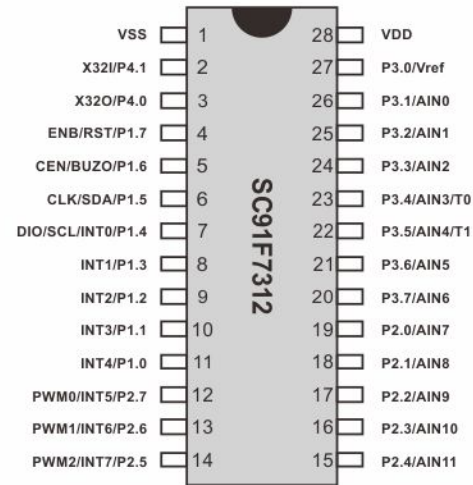 VSS 1 28 VDD
X32I/P4.1 2 27 P3.0/Vref
X32O/P4.0 3 26 P3.1/AIN0
ENB/RST/P1.7 4 25 P3.2/AIN1
CEN/BUZO/P1.6 5 24 P3.3/AIN2
CLK/SDA/P1.5 6 23 P3.4/AIN3/T0
DIO/SCL/INT0/P1.4 7 22 P3.5/AIN4/T1
INT1/P1.3 8 21 P3.6/AIN5
INT2/P1.2 9 20 P3.7/AIN6
INT3/P1.1 10 19 P2.0/AIN7
INT4/P1.0 11 18 P2.1/AIN8
PWM0/INT5/P2.7 12 17 P2.2/AIN9
PWM1/INT6/P2.6 13 16 P2.3/AIN10
PWM2/INT7/P2.5 14 15 P2.4/AIN11
SC91F7312